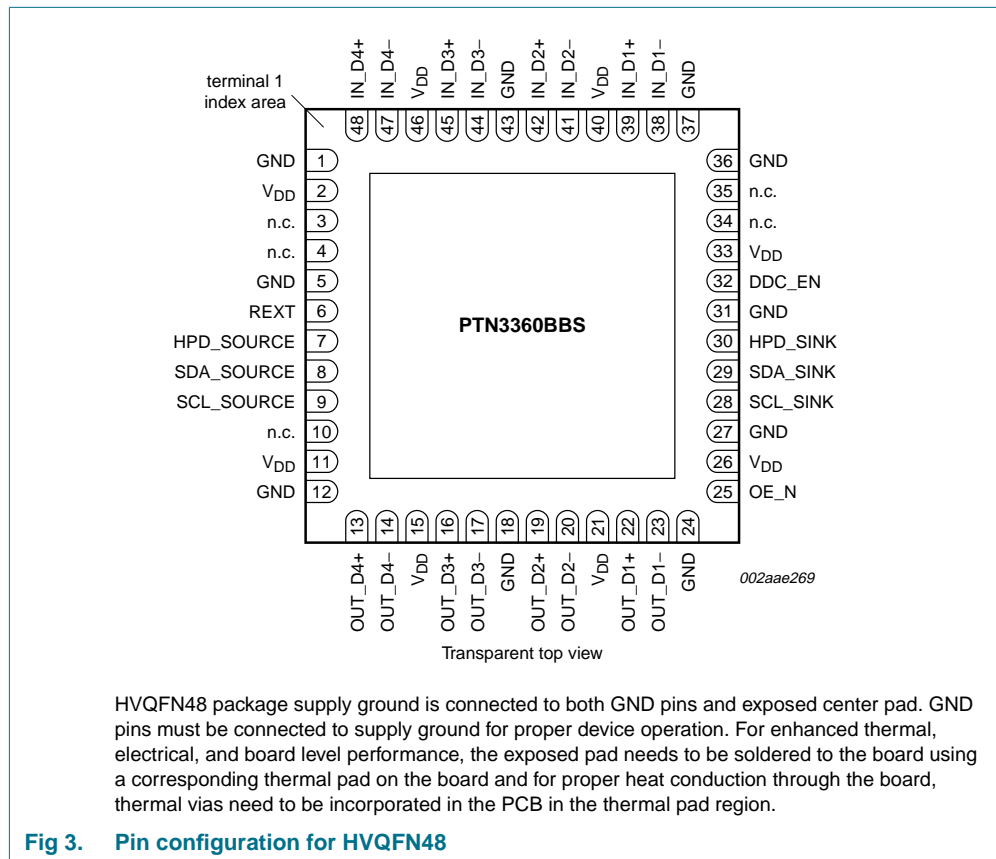 terminal 1
index area
48 IN_D4+
47 IN_D4−
46 VDD
45 IN_D3+
44 IN_D3−
43 GND
42 IN_D2+
41 IN_D2−
40 VDD
39 IN_D1+
38 IN_D1−
37 GND
GND 1
VDD 2
n.c. 3
n.c. 4
GND 5
REXT 6
HPD_SOURCE 7
SDA_SOURCE 8
SCL_SOURCE 9
n.c. 10
VDD 11
GND 12
PTN3360BBS
36 GND
35 n.c.
34 n.c.
33 VDD
32 DDC_EN
31 GND
30 HPD_SINK
29 SDA_SINK
28 SCL_SINK
27 GND
26 VDD
25 OE_N
OUT_D4+ 13
OUT_D4− 14
VDD 15
OUT_D3+ 16
OUT_D3− 17
GND 18
OUT_D2+ 19
OUT_D2− 20
VDD 21
OUT_D1+ 22
OUT_D1− 23
GND 24
002aae269
Transparent top view
HVQFN48 package supply ground is connected to both GND pins and exposed center pad. GND
pins must be connected to supply ground for proper device operation. For enhanced thermal,
electrical, and board level performance, the exposed pad needs to be soldered to the board using
a corresponding thermal pad on the board and for proper heat conduction through the board,
thermal vias need to be incorporated in the PCB in the thermal pad region.
Fig 3. Pin configuration for HVQFN48